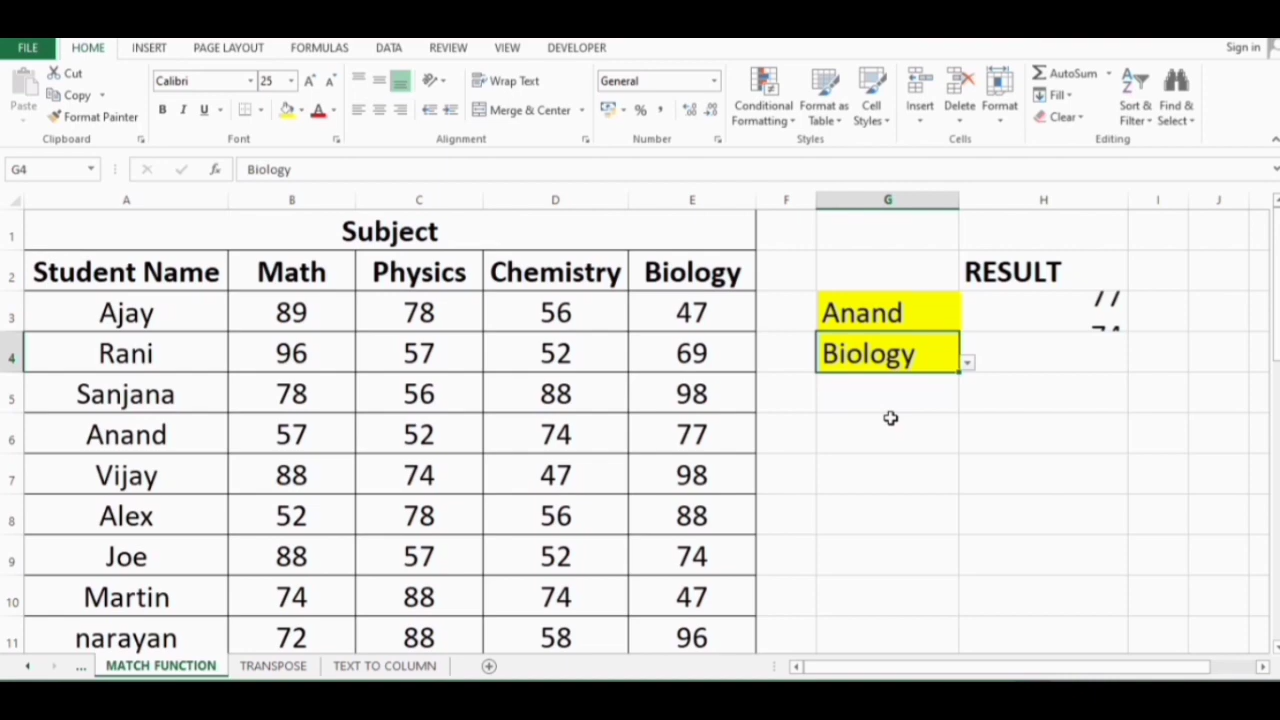 FILE HOME INSERT PAGE LAYOUT FORMULAS DATA REVIEW VIEW DEVELOPER Sign in
Paste Cut Copy Format Painter
Calibri 25
B I U A
Wrap Text
Merge & Center
General
%
Conditional Formatting
Format as Table
Cell Styles
Insert Delete Format
AutoSum Fill Clear
Sort & Filter
Find & Select
Clipboard Font Alignment Number Styles Cells Editing
G4 fx Biology
A B C D E F G H I J
1 Subject
2 Student Name Math Physics Chemistry Biology RESULT
3 Ajay 89 78 56 47 Anand
4 Rani 96 57 52 69 Biology
5 Sanjana 78 56 88 98
6 Anand 57 52 74 77
7 Vijay 88 74 47 98
8 Alex 52 78 56 88
9 Joe 88 57 52 74
10 Martin 74 88 74 47
11 narayan 72 88 58 96
... MATCH FUNCTION TRANSPOSE TEXT TO COLUMN